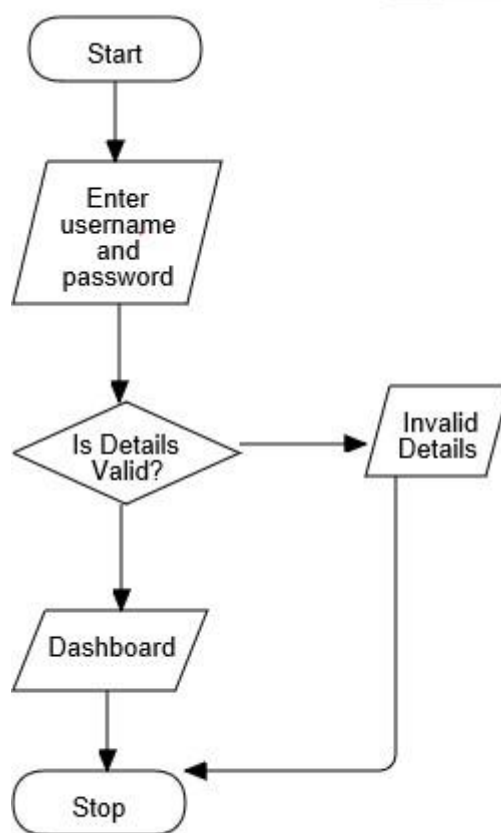 Start
Enter
username
and
password
Is Details
Valid?
Invalid
Details
Dashboard
Stop